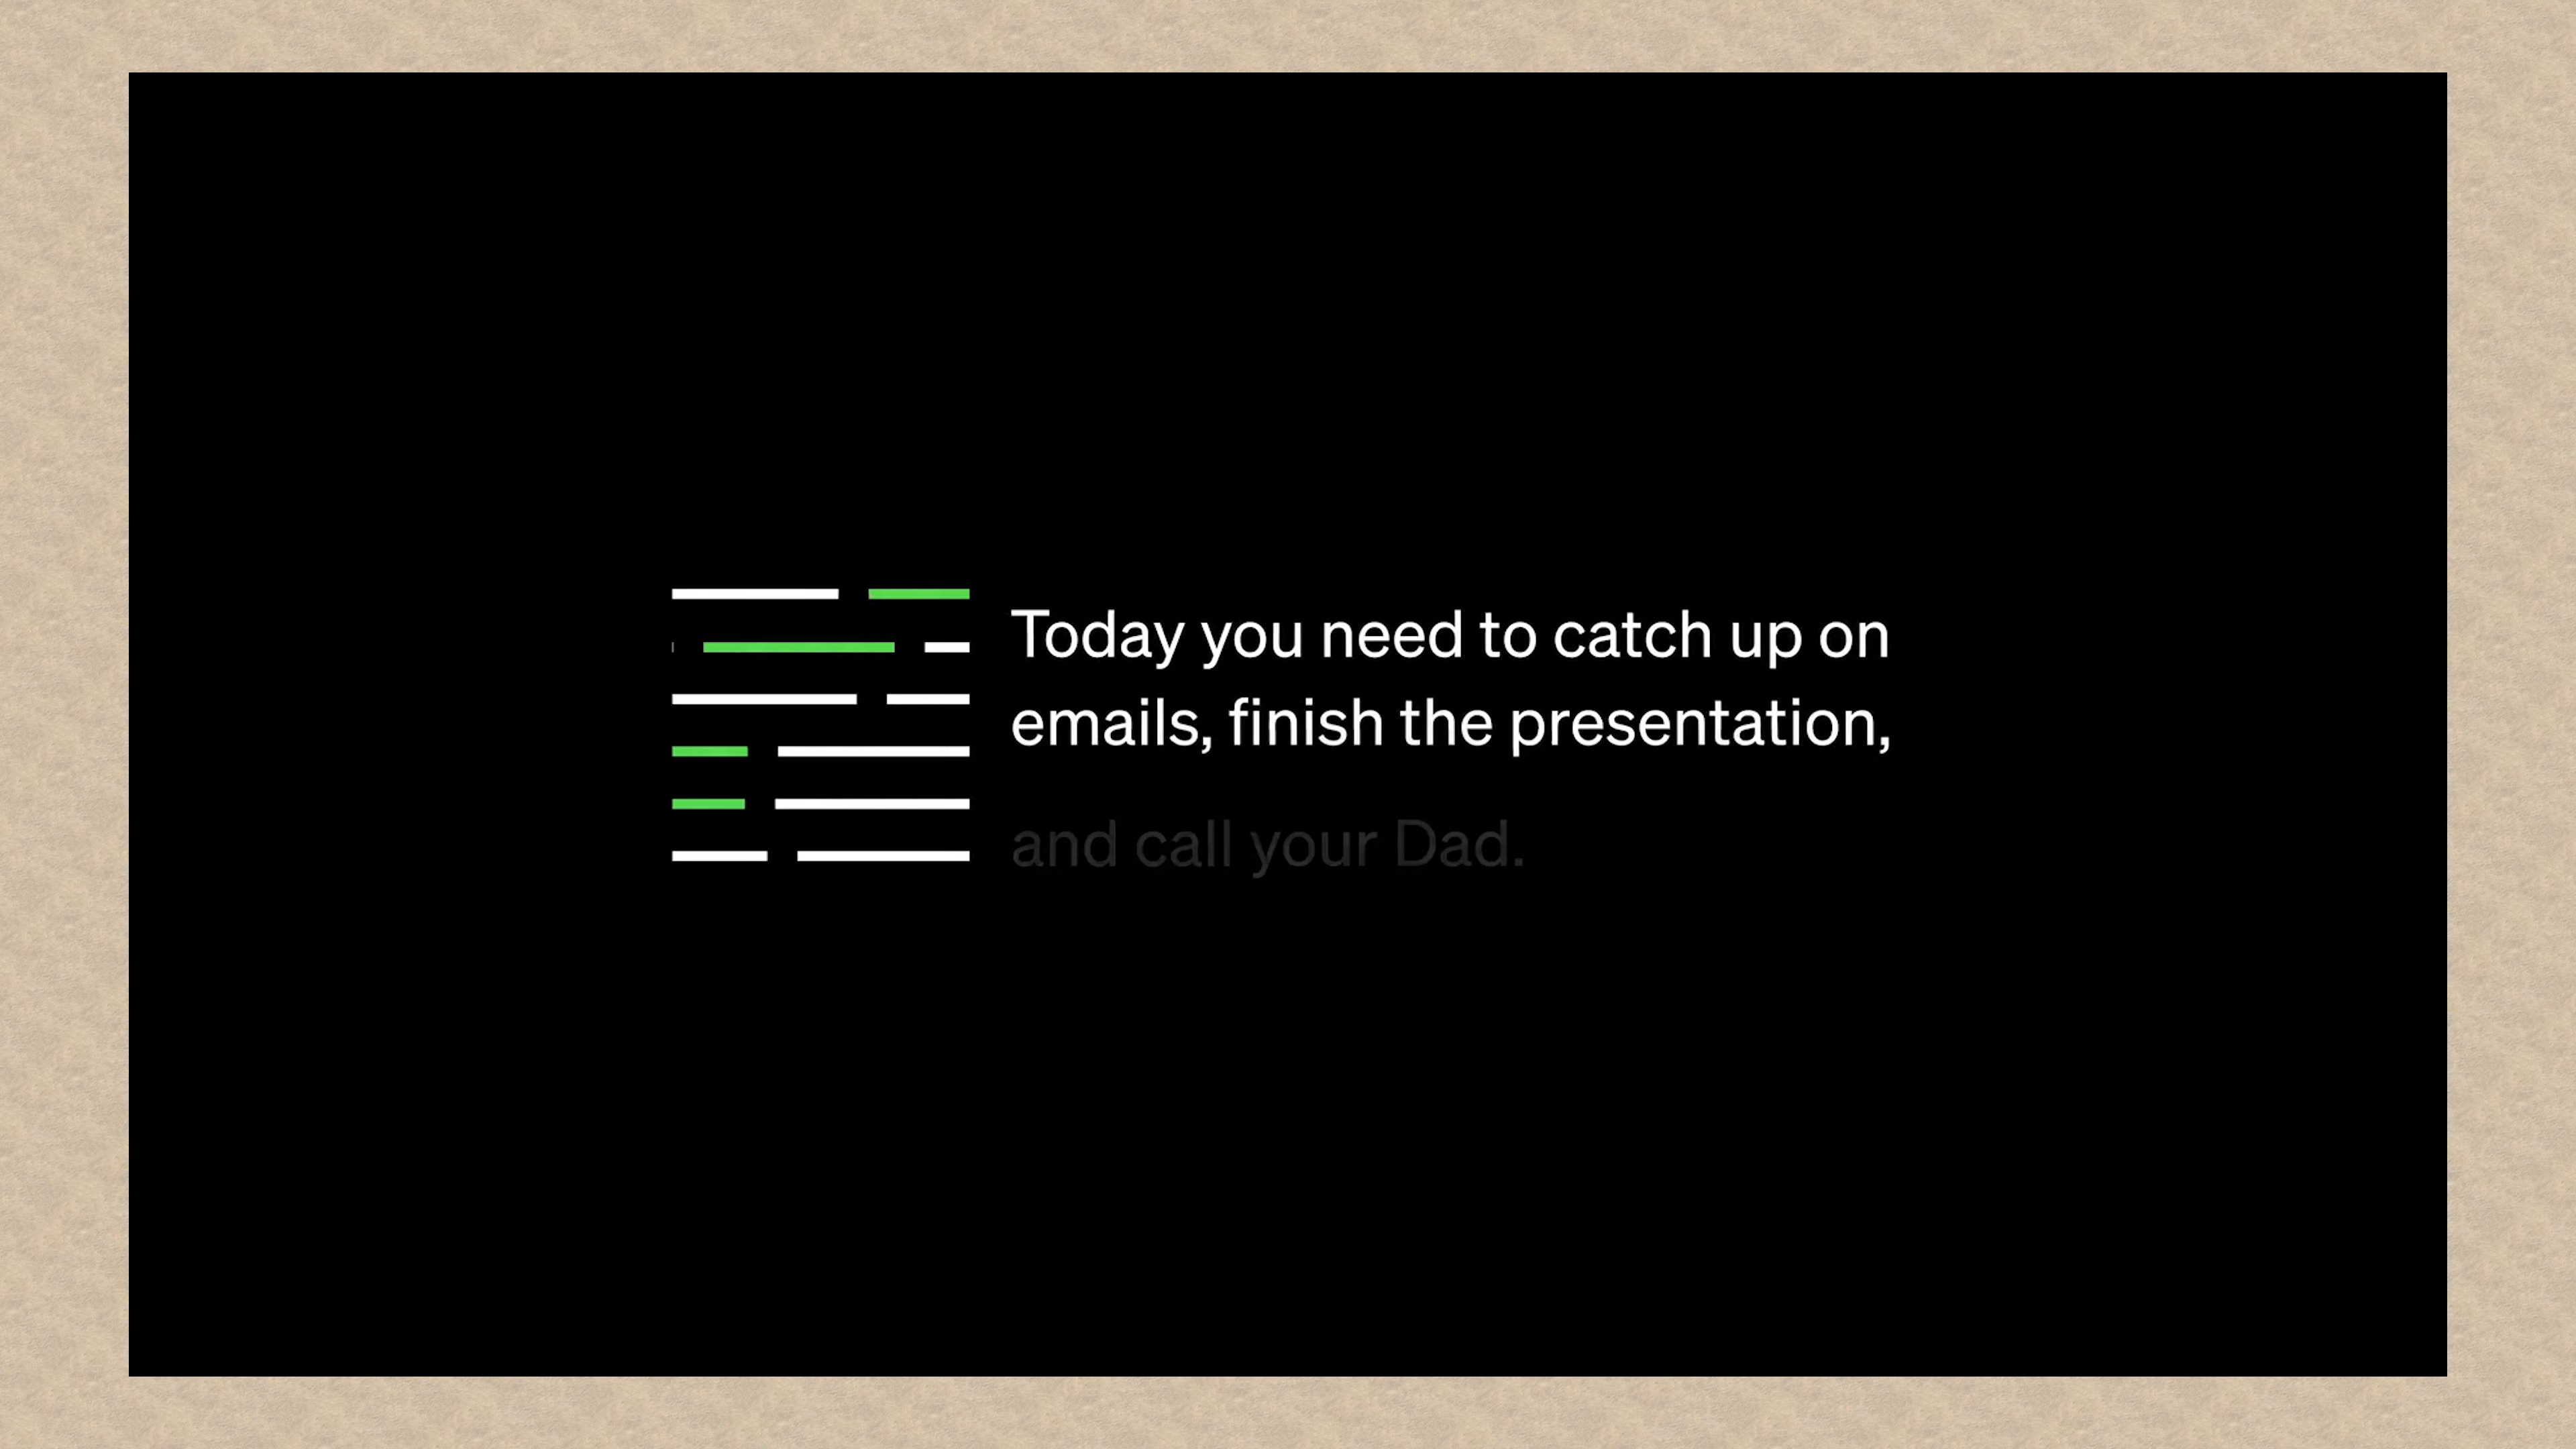 Today you need to catch up on
emails, finish the presentation,
and call your Dad.